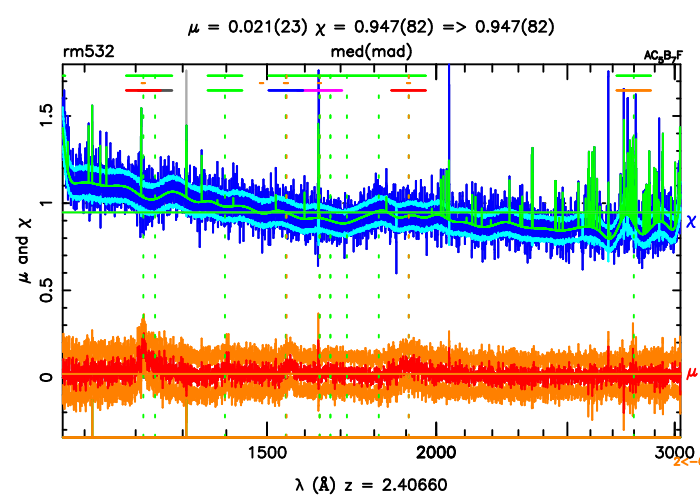 μ = 0.021(23) χ = 0.947(82) => 0.947(82)
rm532 med(mad) AC₅B₇F
1.5
1
0.5
0
μ and χ
χ
μ
1500 2000 3000
λ (Å) z = 2.40660